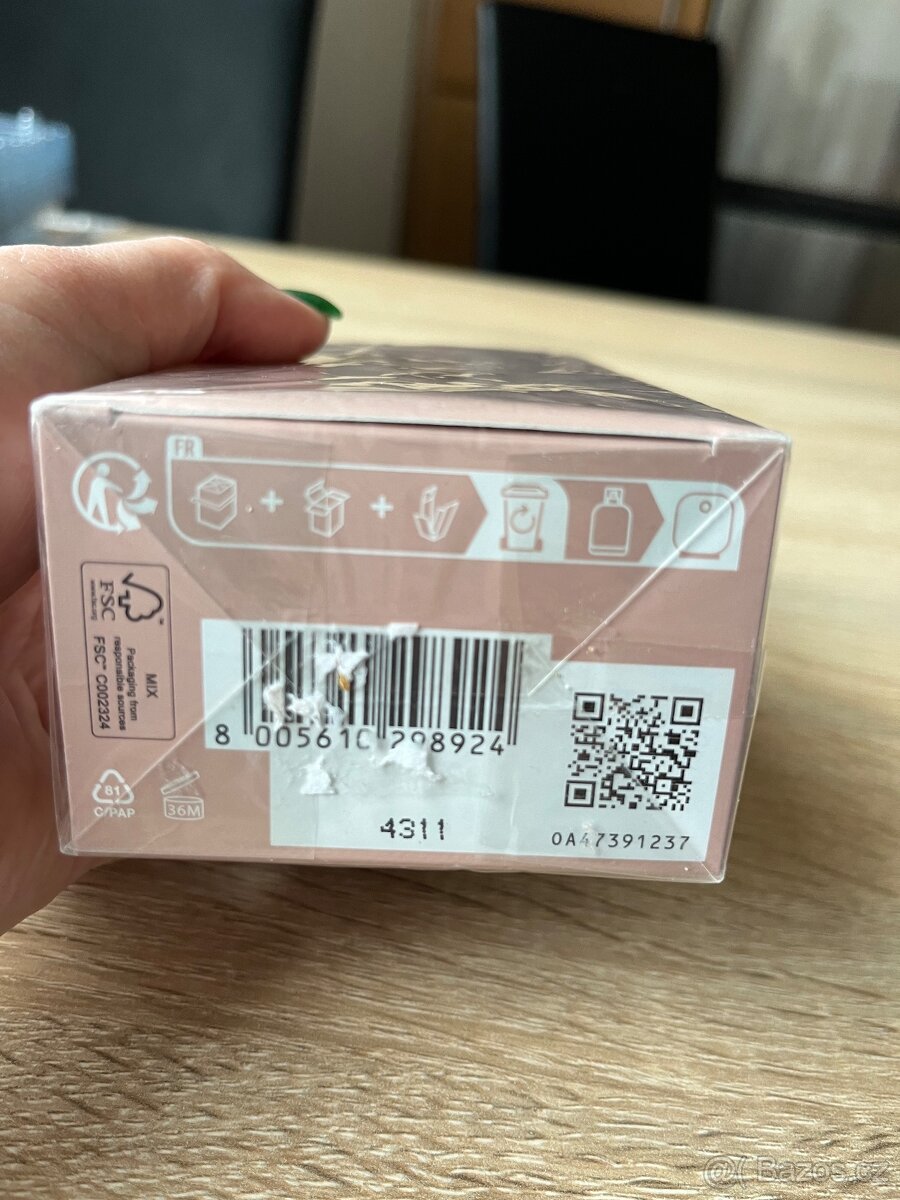 FR
FSC
www.fsc.org
MIX
Packaging from
responsible sources
FSC™ C002324
8 005610 298924
81
C/PAP
36M
4311
0A47391237
Bazos.cz